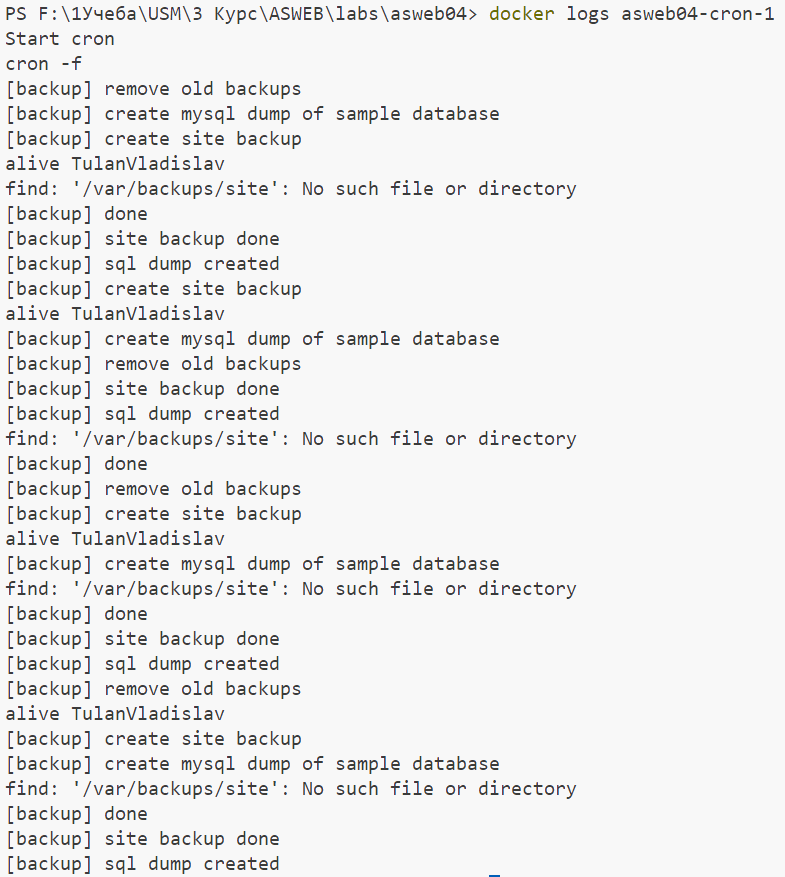 PS F:\1Учеба\USM\3 Курс\ASWEB\labs\asweb04> docker logs asweb04-cron-1
Start cron
cron -f
[backup] remove old backups
[backup] create mysql dump of sample database
[backup] create site backup
alive TulanVladislav
find: '/var/backups/site': No such file or directory
[backup] done
[backup] site backup done
[backup] sql dump created
[backup] create site backup
alive TulanVladislav
[backup] create mysql dump of sample database
[backup] remove old backups
[backup] site backup done
[backup] sql dump created
find: '/var/backups/site': No such file or directory
[backup] done
[backup] remove old backups
[backup] create site backup
alive TulanVladislav
[backup] create mysql dump of sample database
find: '/var/backups/site': No such file or directory
[backup] done
[backup] site backup done
[backup] sql dump created
[backup] remove old backups
alive TulanVladislav
[backup] create site backup
[backup] create mysql dump of sample database
find: '/var/backups/site': No such file or directory
[backup] done
[backup] site backup done
[backup] sql dump created